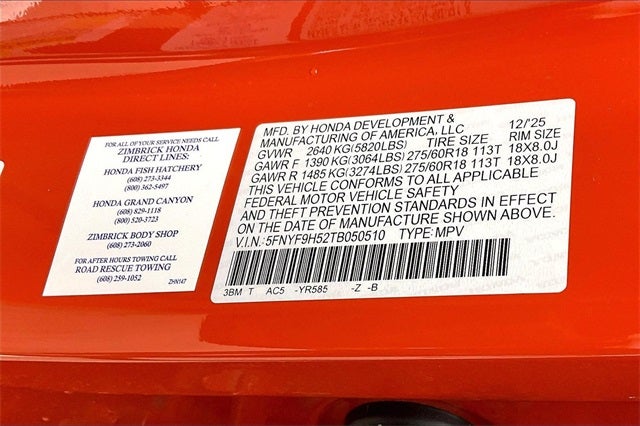 FOR ALL OF YOUR SERVICE NEEDS CALL
ZIMBRICK HONDA
DIRECT LINES:
HONDA FISH HATCHERY
(608) 273-3344
(800) 362-5497
HONDA GRAND CANYON
(608) 829-1118
(800) 520-3723
ZIMBRICK BODY SHOP
(608) 273-2060
FOR AFTER HOURS TOWING CALL
ROAD RESCUE TOWING
(608) 259-1052
ZHN147
MFD. BY HONDA DEVELOPMENT & 12/'25
MANUFACTURING OF AMERICA, LLC
GVWR 2640 KG(5820LBS) TIRE SIZE RIM SIZE
GAWR F 1390 KG(3064LBS) 275/60R18 113T 18X8.0J
GAWR R 1485 KG(3274LBS) 275/60R18 113T 18X8.0J
THIS VEHICLE CONFORMS TO ALL APPLICABLE
FEDERAL MOTOR VEHICLE SAFETY
AND THEFT PREVENTION STANDARDS IN EFFECT
ON THE DATE OF MANUFACTURE SHOWN ABOVE.
V.I.N.: 5FNYF9H52TB050510 TYPE: MPV
3BM T AC5 -YR585 -Z -B